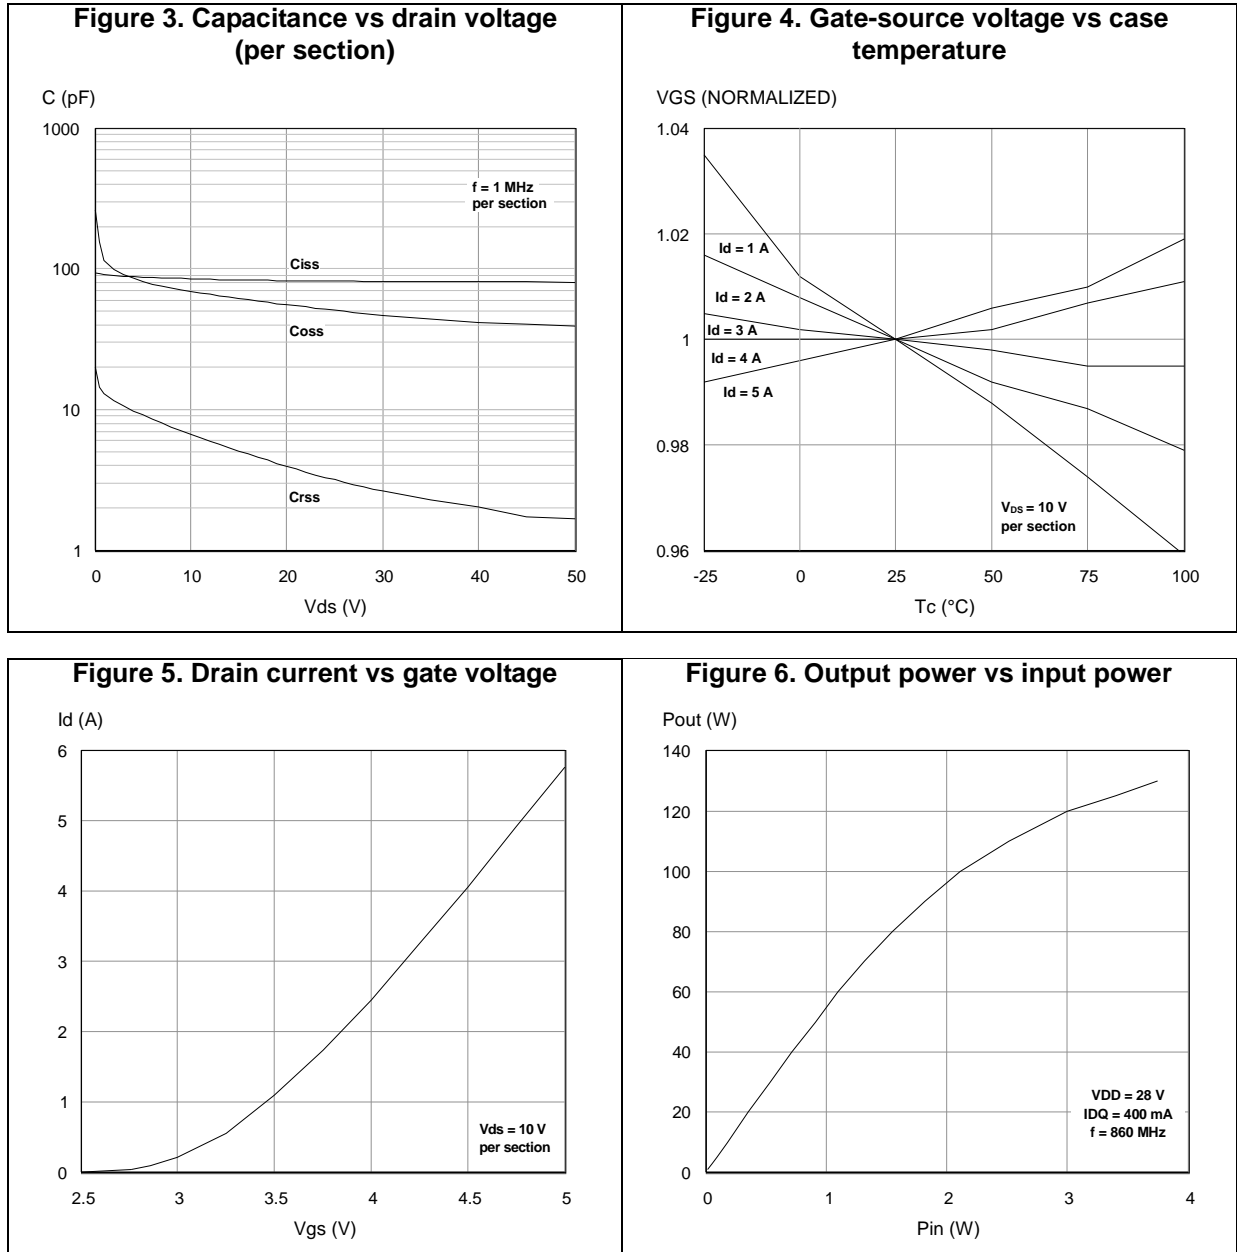 Figure 3. Capacitance vs drain voltage
(per section)
C (pF)
1000
100
10
1
f = 1 MHz
per section
Ciss
Coss
Crss
0 10 20 30 40 50
Vds (V)
Figure 4. Gate-source voltage vs case
temperature
VGS (NORMALIZED)
1.04
1.02
1
0.98
0.96
Id = 1 A
Id = 2 A
Id = 3 A
Id = 4 A
Id = 5 A
VDS = 10 V
per section
-25 0 25 50 75 100
Tc (°C)
Figure 5. Drain current vs gate voltage
Id (A)
6
5
4
3
2
1
0
Vds = 10 V
per section
2.5 3 3.5 4 4.5 5
Vgs (V)
Figure 6. Output power vs input power
Pout (W)
140
120
100
80
60
40
20
0
VDD = 28 V
IDQ = 400 mA
f = 860 MHz
0 1 2 3 4
Pin (W)